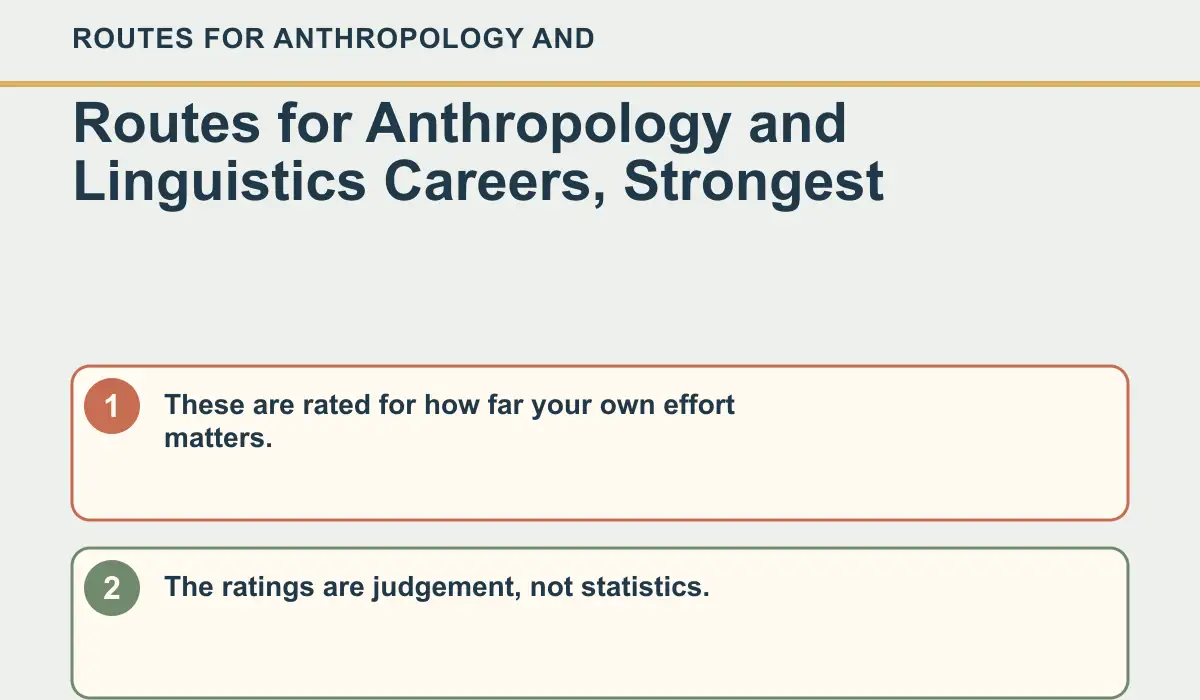 ROUTES FOR ANTHROPOLOGY AND
Routes for Anthropology and
Linguistics Careers, Strongest
1
These are rated for how far your own effort
matters.
2
The ratings are judgement, not statistics.